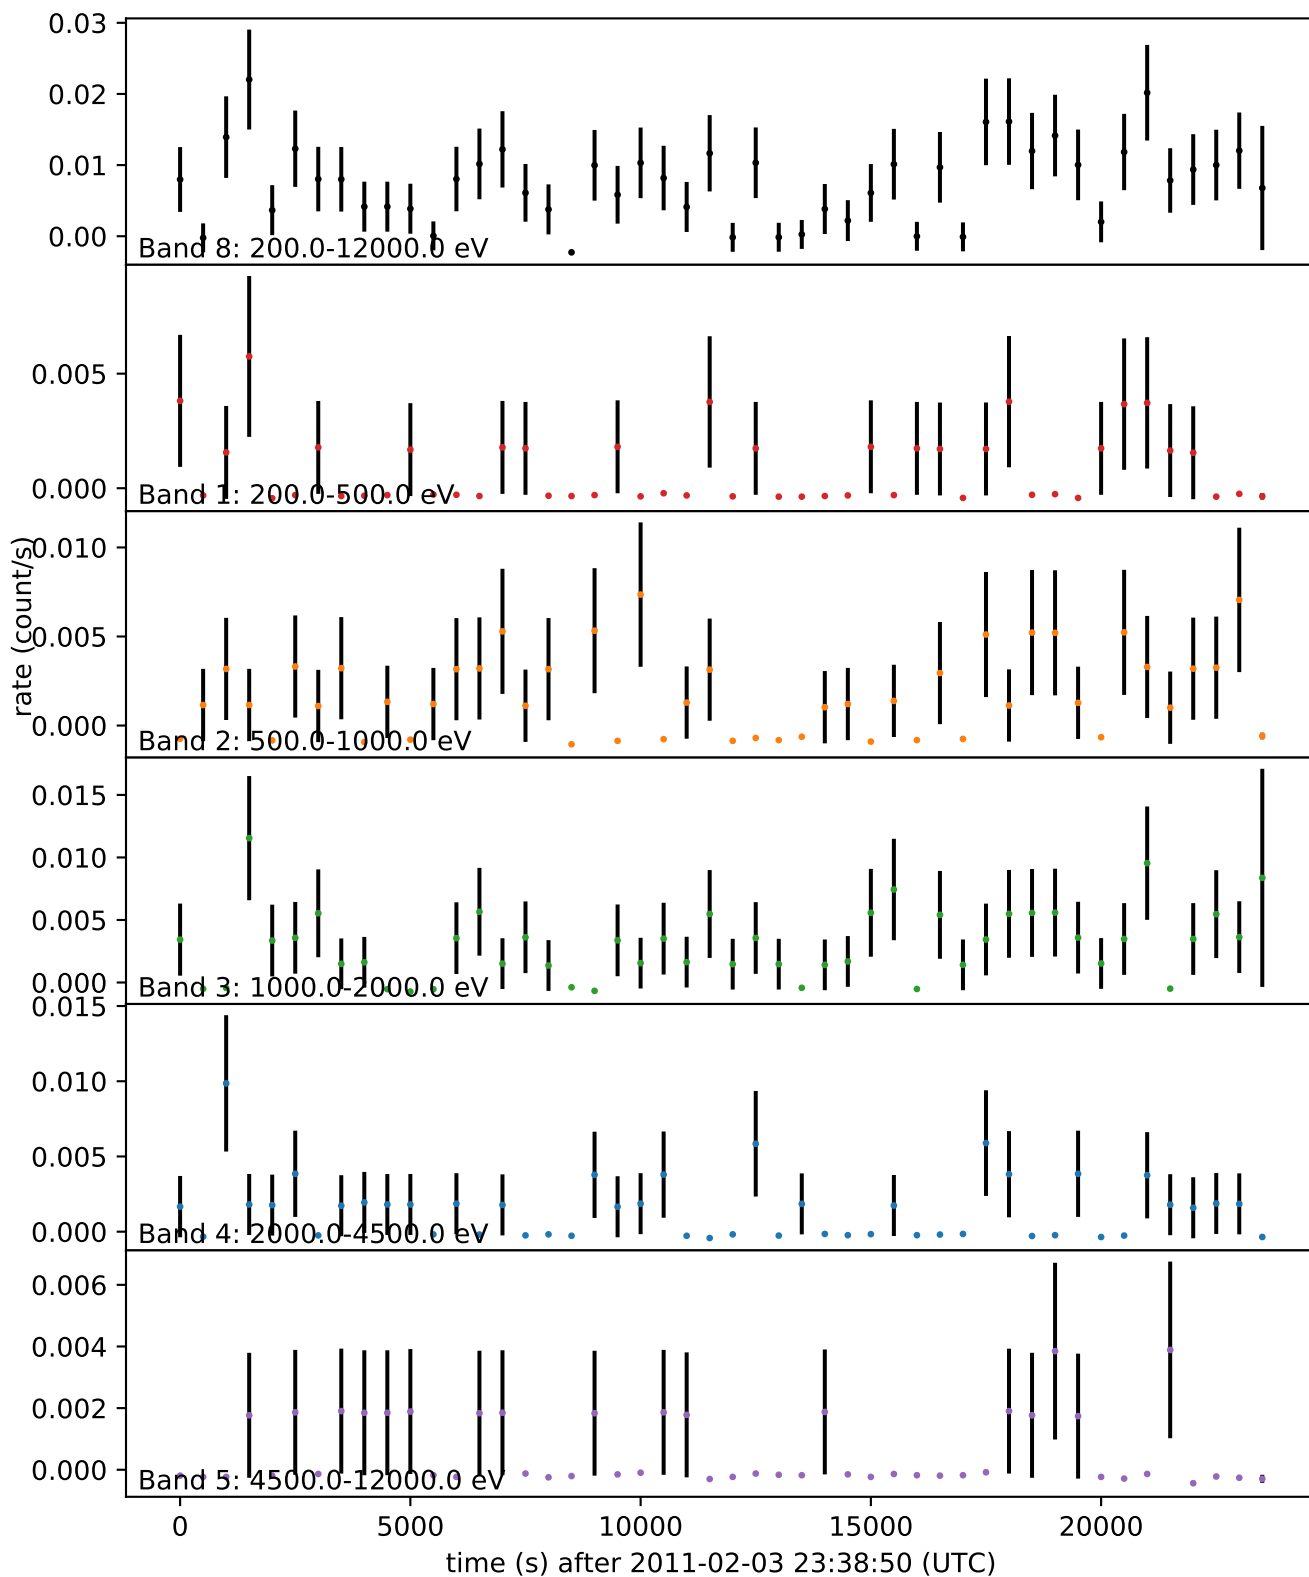 0.03
0.02
0.01
0.00
Band 8: 200.0-12000.0 eV
0.005
0.000
Band 1: 200.0-500.0 eV
rate (count/s)
0.010
0.005
0.000
Band 2: 500.0-1000.0 eV
0.015
0.010
0.005
0.000
Band 3: 1000.0-2000.0 eV
0.015
0.010
0.005
0.000
Band 4: 2000.0-4500.0 eV
0.006
0.004
0.002
0.000
Band 5: 4500.0-12000.0 eV
0 5000 10000 15000 20000
time (s) after 2011-02-03 23:38:50 (UTC)